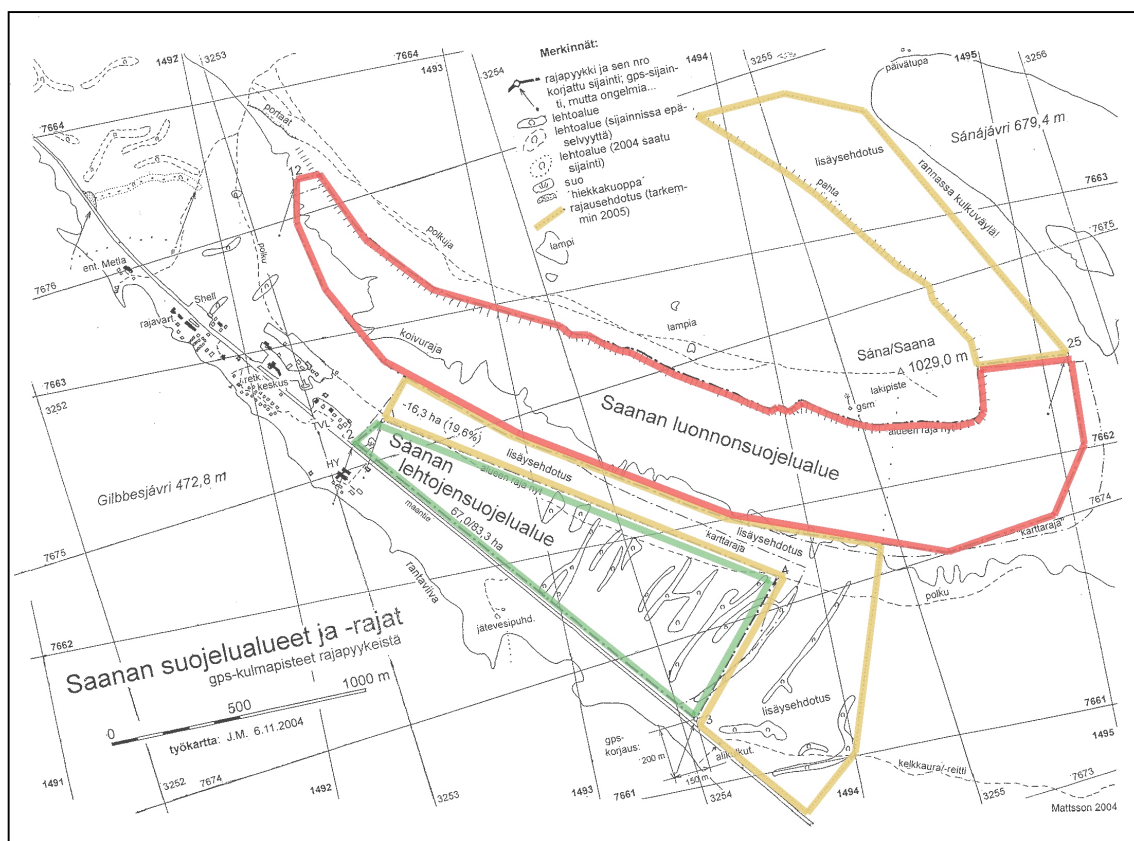 Merkinnät:
rajapyykki ja sen nro
korjattu sijainti; gps-sijain-
ti, mutta ongelmia...
lehtoalue
lehtoalue (sijainnissa epä-
selvyyttä)
lehtoalue (2004 saatu
sijainti)
suo
'hiekkakuoppa'
rajausehdotus (tarkem-
min 2005)
1492
3253
7664
1493
3254
1494
3255
1495
3256
päivätupa
Sánájávri 679,4 m
7664
portaat
12
lisäysehdotus
pahta
rannassa kulkuväylä!
7663
7675
polkuja
polku
lampi
ent. Metla
7676
Shell
rajavart.
lampia
koivuraja
Sána/Saana
1029,0 m
25
lakipiste
gsm
retk.
keskus
7663
3252
Saanan luonnonsuojelualue
alueen raja nyt
7662
TVL
2
-16,3 ha (19,6%)
lisäysehdotus
Saanan
lehtojensuojelualue
67,0/83,3 ha
alueen raja nyt
HY
Gilbbesjávri 472,8 m
maantie
"karttaraja"
lisäysehdotus
7674
"karttaraja"
4
polku
7675
rantaviiva
jätevesipuhd.
7662
Saanan suojelualueet ja -rajat
gps-kulmapisteet rajapyykeistä
0
500
1000 m
työkartta: J.M. 6.11.2004
3
lisäysehdotus
7661
1495
gps-
korjaus:
200 m
150 m
alikulkut.
kelkkaura/-reitti
1491
3252
7674
1492
3253
1493
7661
3254
1494
3255
7673
Mattsson 2004